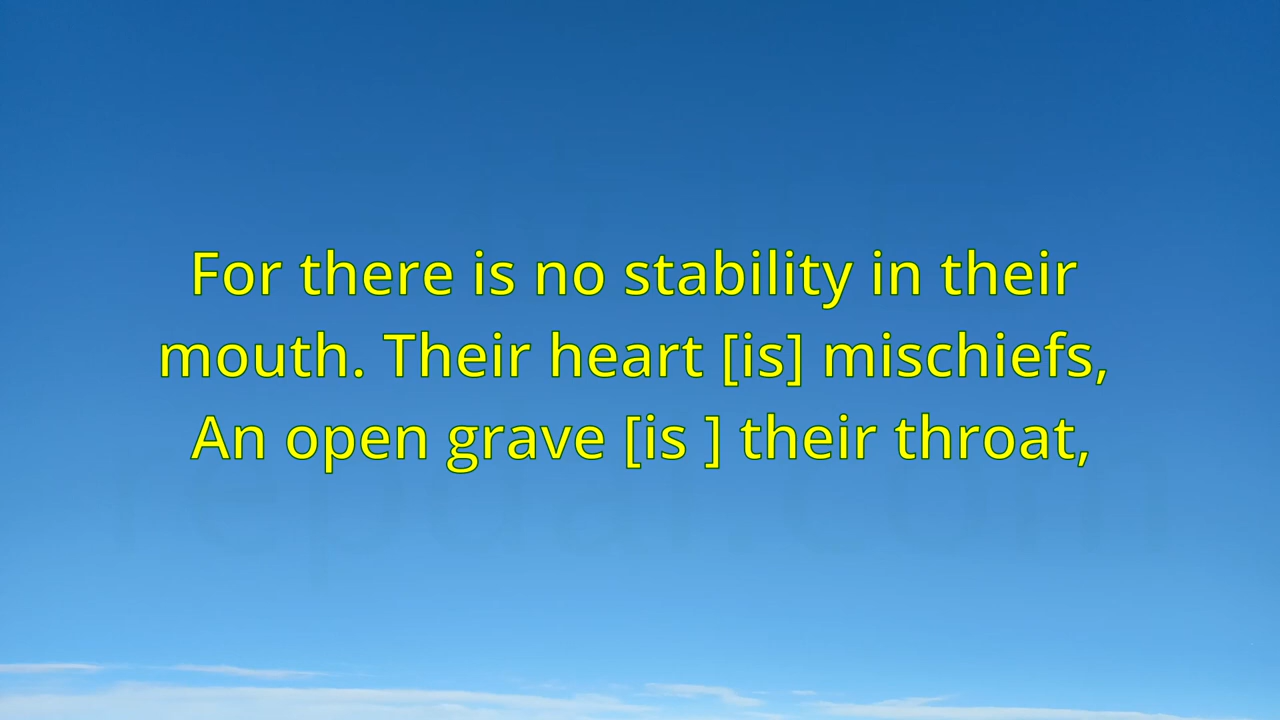 For there is no stability in their
mouth. Their heart [is] mischiefs,
An open grave [is ] their throat,